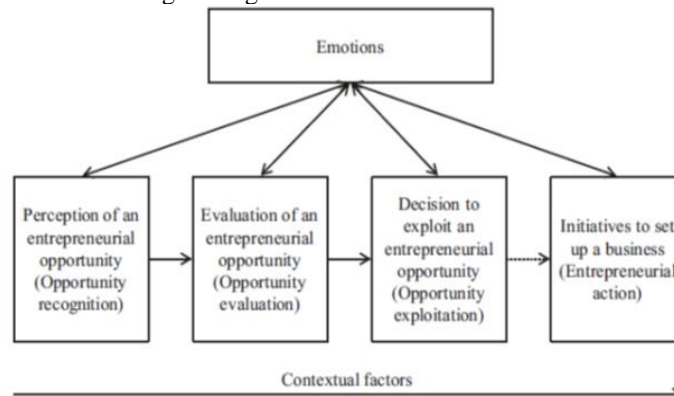 Emotions
Perception of an
entrepreneurial
opportunity
(Opportunity
recognition)
Evaluation of an
entrepreneurial
opportunity
(Opportunity
evaluation)
Decision to
exploit an
entrepreneurial
opportunity
(Opportunity
exploitation)
Initiatives to set
up a business
(Entrepreneurial
action)
Contextual factors